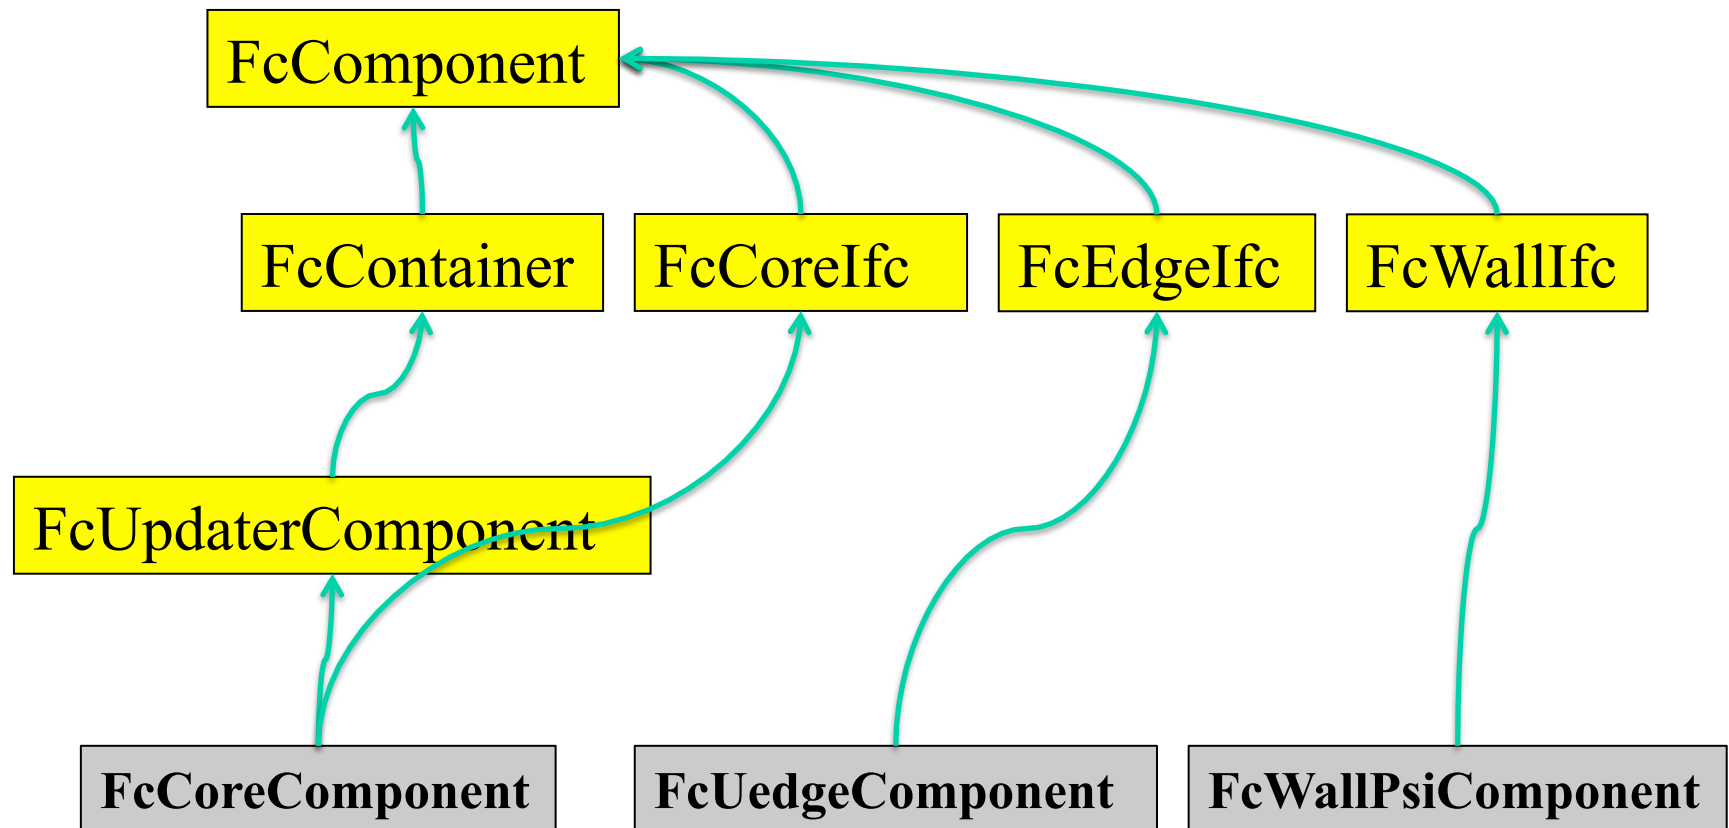 FcComponent
FcContainer
FcCoreIfc
FcEdgeIfc
FcWallIfc
FcUpdaterComponent
FcCoreComponent
FcUedgeComponent
FcWallPsiComponent